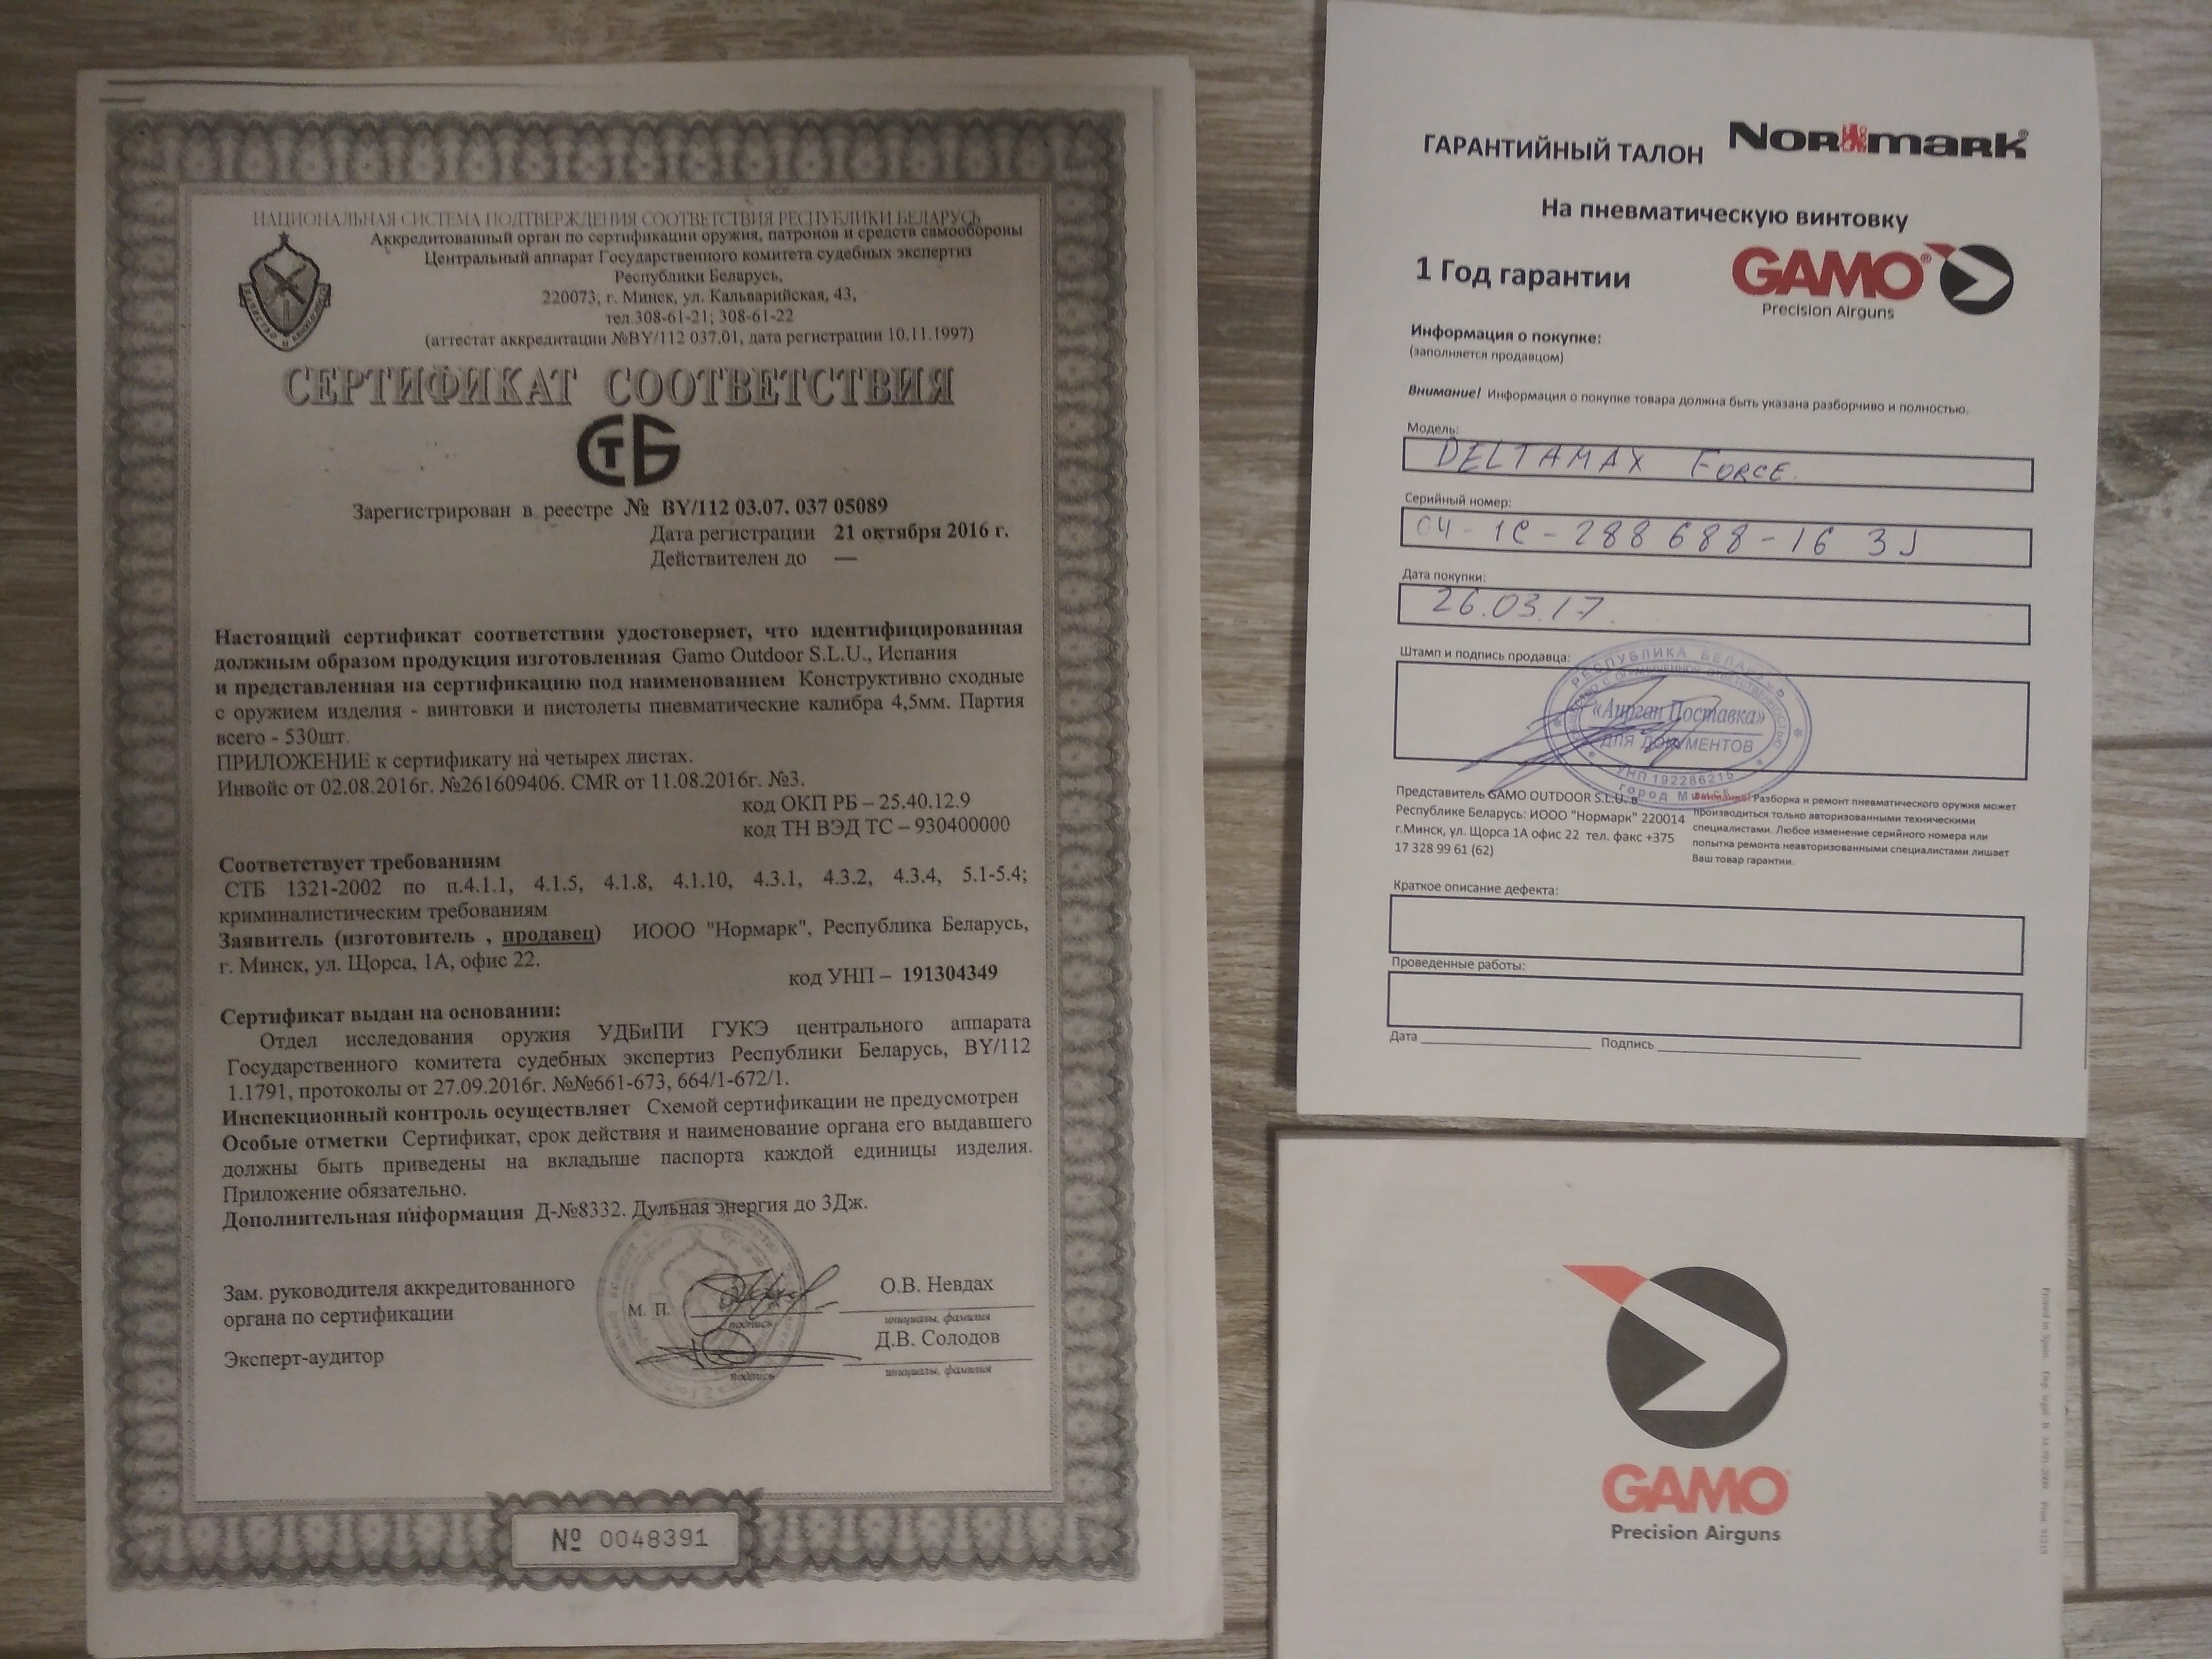 НАЦИОНАЛЬНАЯ СИСТЕМА ПОДТВЕРЖДЕНИЯ СООТВЕТСТВИЯ РЕСПУБЛИКИ БЕЛАРУСЬ
Аккредитованный орган по сертификации оружия, патронов и средств самообороны
Центральный аппарат Государственного комитета судебных экспертиз
Республики Беларусь,
220073, г. Минск, ул. Кальварийская, 43,
тел.308-61-21; 308-61-22
(аттестат аккредитации №BY/112 037.01, дата регистрации 10.11.1997)
СЕРТИФИКАТ СООТВЕТСТВИЯ
СТБ
Зарегистрирован в реестре № BY/112 03.07. 037 05089
Дата регистрации 21 октября 2016 г.
Действителен до —
Настоящий сертификат соответствия удостоверяет, что идентифицированная
должным образом продукция изготовленная Gamo Outdoor S.L.U., Испания
и представленная на сертификацию под наименованием Конструктивно сходные
с оружием изделия - винтовки и пистолеты пневматические калибра 4,5мм. Партия
всего - 530шт.
ПРИЛОЖЕНИЕ к сертификату на четырех листах.
Инвойс от 02.08.2016г. №261609406. CMR от 11.08.2016г. №3.
код ОКП РБ – 25.40.12.9
код ТН ВЭД ТС – 930400000
Соответствует требованиям
СТБ 1321-2002 по п.4.1.1, 4.1.5, 4.1.8, 4.1.10, 4.3.1, 4.3.2, 4.3.4, 5.1-5.4;
криминалистическим требованиям
Заявитель (изготовитель , продавец) ИООО "Нормарк", Республика Беларусь,
г. Минск, ул. Щорса, 1А, офис 22.
код УНП – 191304349
Сертификат выдан на основании:
Отдел исследования оружия УДБиПИ ГУКЭ центрального аппарата
Государственного комитета судебных экспертиз Республики Беларусь, BY/112
1.1791, протоколы от 27.09.2016г. №№661-673, 664/1-672/1.
Инспекционный контроль осуществляет Схемой сертификации не предусмотрен
Особые отметки Сертификат, срок действия и наименование органа его выдавшего
должны быть приведены на вкладыше паспорта каждой единицы изделия.
Приложение обязательно.
Дополнительная информация Д-№8332. Дульная энергия до 3Дж.
Зам. руководителя аккредитованного
органа по сертификации
М. П.
подпись
О.В. Невдах
инициалы, фамилия
Эксперт-аудитор
подпись
Д.В. Солодов
инициалы, фамилия
№ 0048391
ГАРАНТИЙНЫЙ ТАЛОН Normark
На пневматическую винтовку
1 Год гарантии
GAMO
Precision Airguns
Информация о покупке:
(заполняется продавцом)
Внимание! Информация о покупке товара должна быть указана разборчиво и полностью.
Модель:
DELTAMAX FORCE.
Серийный номер:
04-1C-288688-16 3J
Дата покупки:
26.03.17.
Штамп и подпись продавца:
РЕСПУБЛИКА БЕЛАРУСЬ
«Аирган Поставка»
ДЛЯ ДОКУМЕНТОВ
УНП 192286215
ГОРОД МИНСК
Представитель GAMO OUTDOOR S.L.U. в
Республике Беларусь: ИООО "Нормарк" 220014
г.Минск, ул. Щорса 1А офис 22 тел. факс +375
17 328 99 61 (62)
Внимание! Разборка и ремонт пневматического оружия может
производиться только авторизованными техническими
специалистами. Любое изменение серийного номера или
попытка ремонта неавторизованными специалистами лишает
Ваш товар гарантии.
Краткое описание дефекта:
Проведенные работы:
Дата Подпись
GAMO
Precision Airguns
Printed in Spain